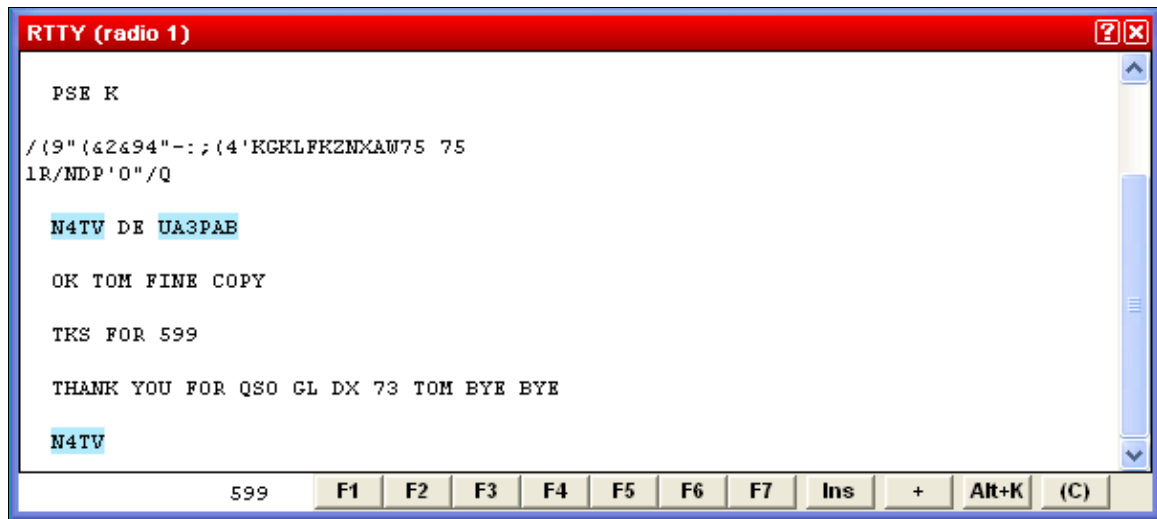 RTTY (radio 1)
PSE K
/(9"(&2&94"-:;(4'KGKLFKZNXAW75 75
lR/NDP'O"/Q
N4TV DE UA3PAB
OK TOM FINE COPY
TKS FOR 599
THANK YOU FOR QSO GL DX 73 TOM BYE BYE
N4TV
599 F1 F2 F3 F4 F5 F6 F7 Ins + Alt+K (C)